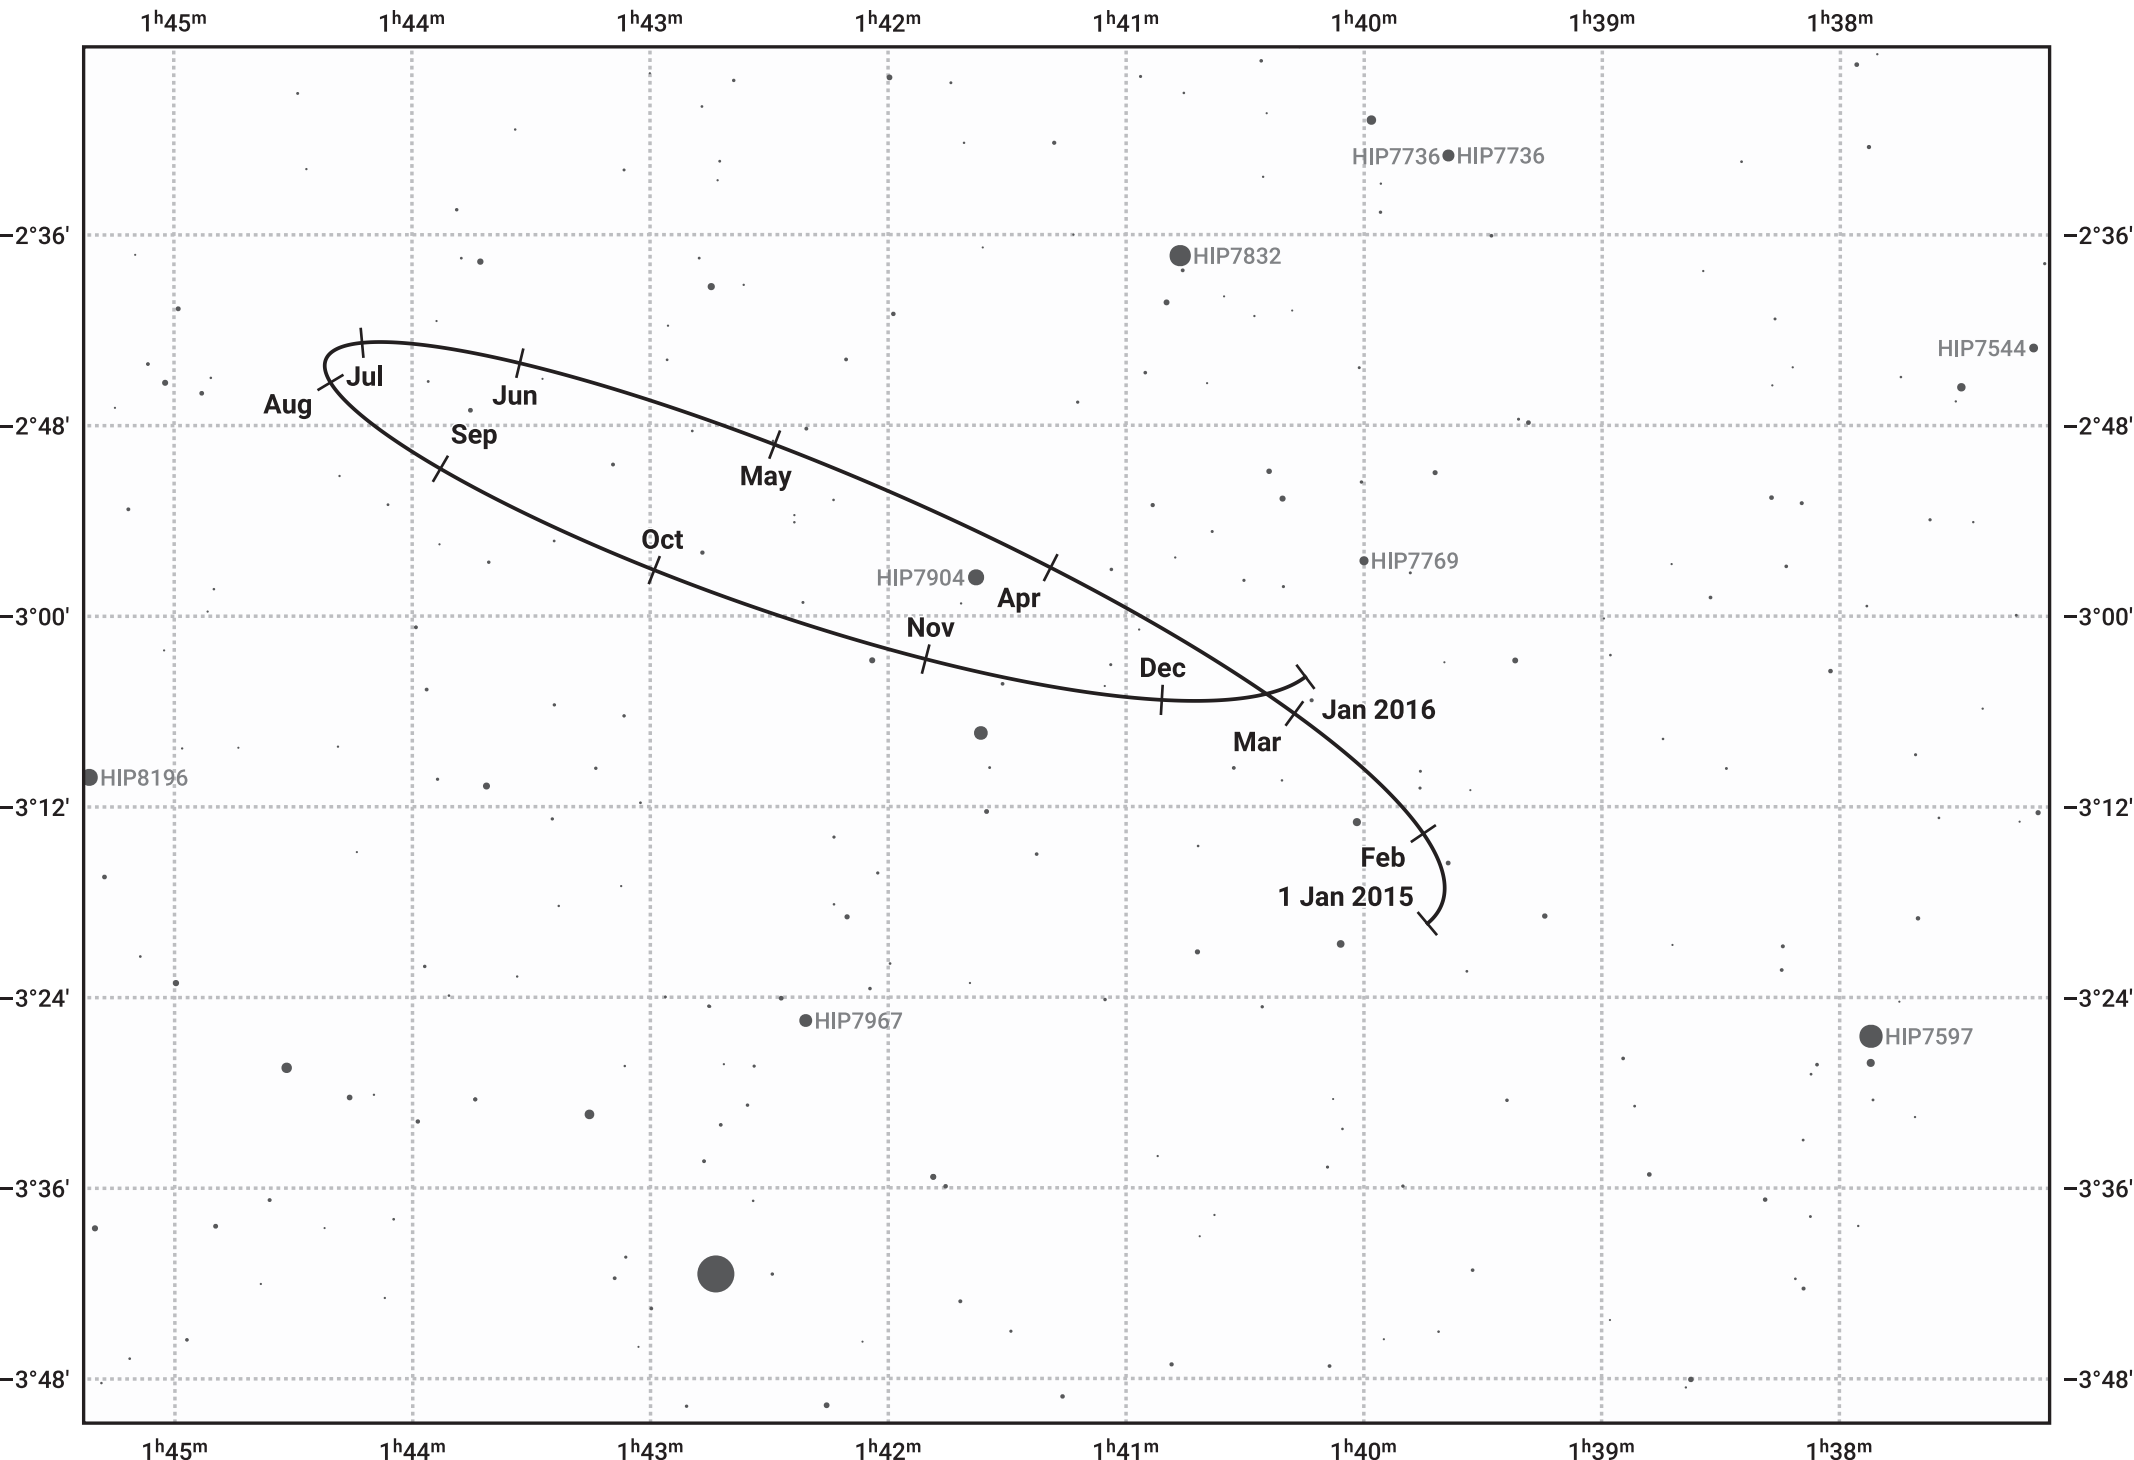 1ʰ45ᵐ 1ʰ44ᵐ 1ʰ43ᵐ 1ʰ42ᵐ 1ʰ41ᵐ 1ʰ40ᵐ 1ʰ39ᵐ 1ʰ38ᵐ
HIP7736 HIP7736
−2°36' −2°36'
HIP7832
HIP7544
Jul
Jun
Aug
−2°48' −2°48'
Sep
May
Oct
HIP7769
HIP7904
Apr
−3°00' −3°00'
Nov
Dec
Jan 2016
Mar
HIP8196
−3°12' −3°12'
Feb
1 Jan 2015
−3°24' −3°24'
HIP7967
HIP7597
−3°36' −3°36'
−3°48' −3°48'
1ʰ45ᵐ 1ʰ44ᵐ 1ʰ43ᵐ 1ʰ42ᵐ 1ʰ41ᵐ 1ʰ40ᵐ 1ʰ39ᵐ 1ʰ38ᵐ